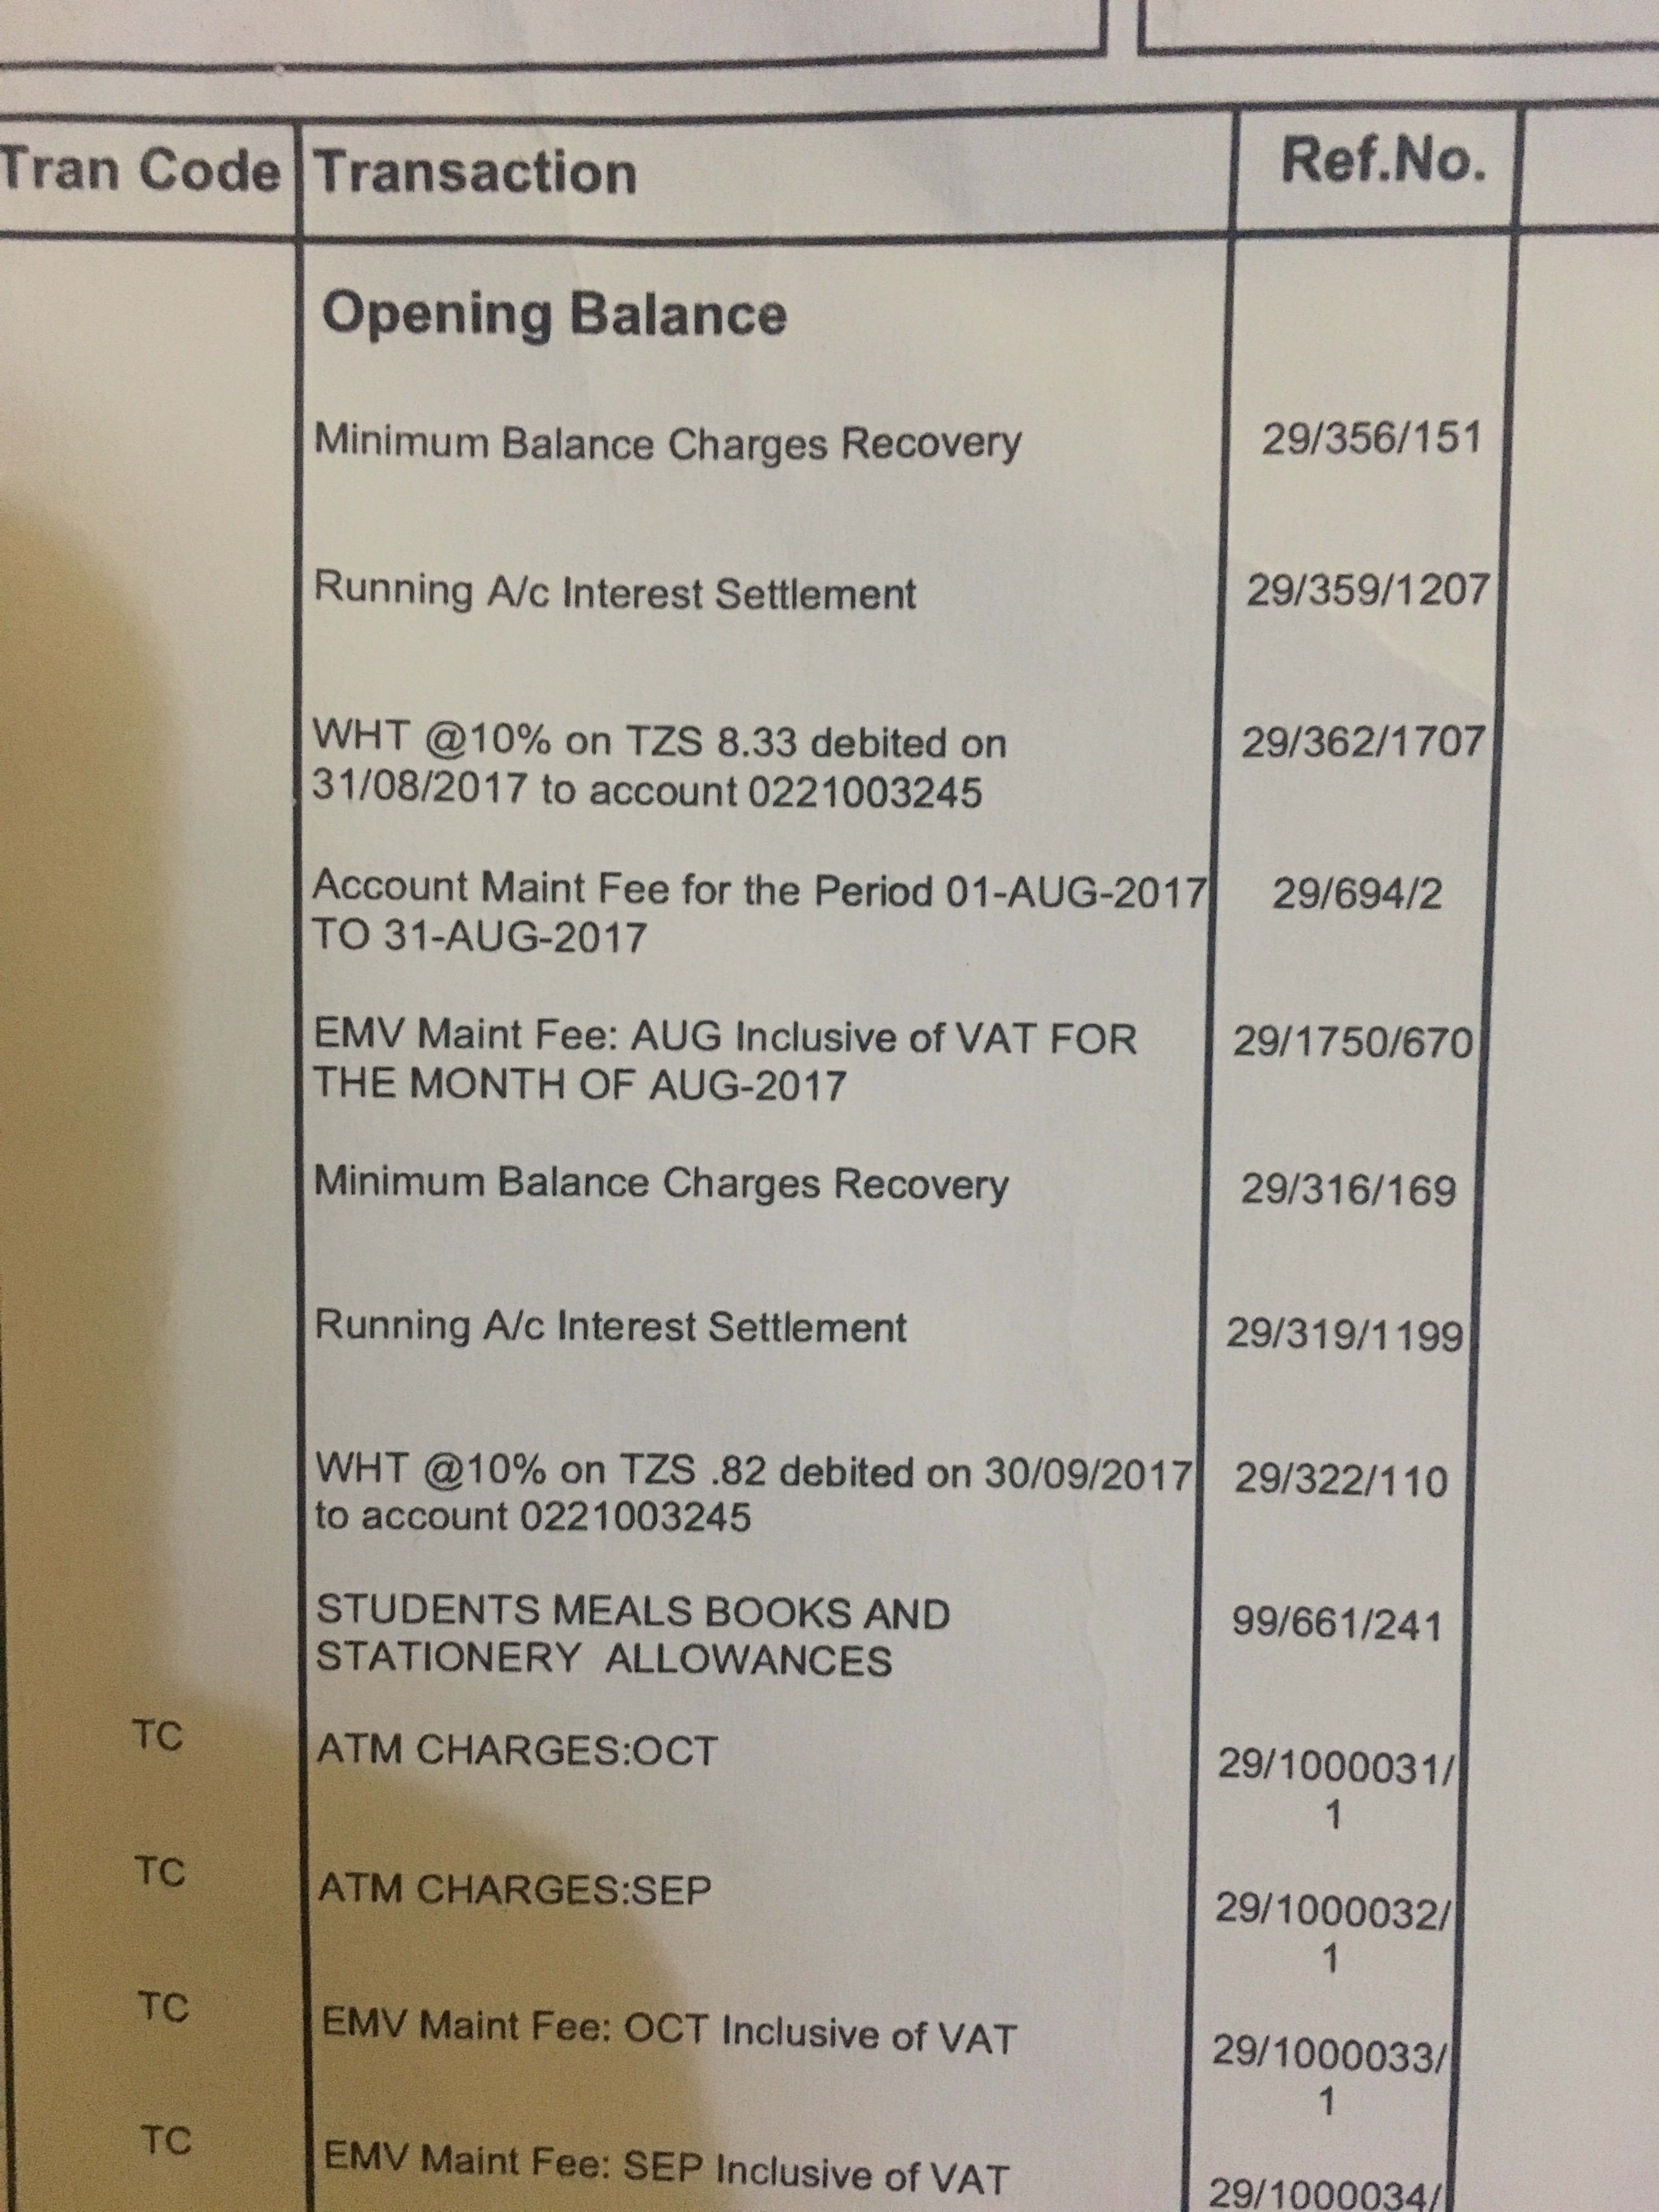 Tran Code Transaction Ref.No.
Opening Balance
Minimum Balance Charges Recovery 29/356/151
Running A/c Interest Settlement 29/359/1207
WHT @10% on TZS 8.33 debited on 29/362/1707
31/08/2017 to account 0221003245
Account Maint Fee for the Period 01-AUG-2017 29/694/2
TO 31-AUG-2017
EMV Maint Fee: AUG Inclusive of VAT FOR 29/1750/670
THE MONTH OF AUG-2017
Minimum Balance Charges Recovery 29/316/169
Running A/c Interest Settlement 29/319/1199
WHT @10% on TZS .82 debited on 30/09/2017 29/322/110
to account 0221003245
STUDENTS MEALS BOOKS AND 99/661/241
STATIONERY ALLOWANCES
TC ATM CHARGES:OCT 29/1000031/
1
TC ATM CHARGES:SEP 29/1000032/
1
TC EMV Maint Fee: OCT Inclusive of VAT 29/1000033/
1
TC EMV Maint Fee: SEP Inclusive of VAT 29/1000034/